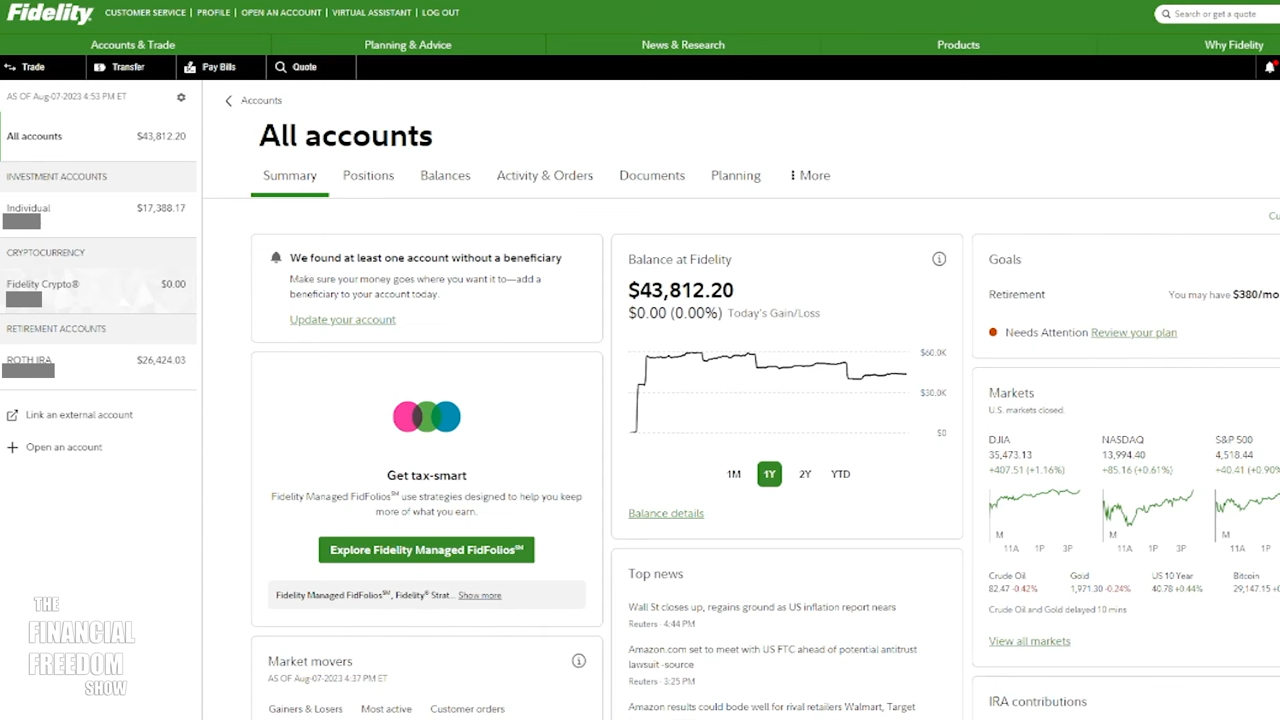 Fidelity
CUSTOMER SERVICE | PROFILE | OPEN AN ACCOUNT | VIRTUAL ASSISTANT | LOG OUT
Search or get a quote
Accounts & Trade
Planning & Advice
News & Research
Products
Why Fidelity
Trade
Transfer
Pay Bills
Quote
AS OF Aug-07-2023 4:53 PM ET
All accounts $43,812.20
INVESTMENT ACCOUNTS
Individual $17,388.17
CRYPTOCURRENCY
Fidelity Crypto® $0.00
RETIREMENT ACCOUNTS
ROTH IRA $26,424.03
Link an external account
Open an account
THE
FINANCIAL
FREEDOM
SHOW
Accounts
All accounts
Summary
Positions
Balances
Activity & Orders
Documents
Planning
More
Cu
We found at least one account without a beneficiary
Make sure your money goes where you want it to—add a
beneficiary to your account today.
Update your account
Get tax-smart
Fidelity Managed FidFolios℠ use strategies designed to help you keep
more of what you earn.
Explore Fidelity Managed FidFolios℠
Fidelity Managed FidFolios℠, Fidelity® Strat... Show more
Market movers
AS OF Aug-07-2023 4:37 PM ET
Gainers & Losers
Most active
Customer orders
Balance at Fidelity
$43,812.20
$0.00 (0.00%) Today's Gain/Loss
$60.0K
$30.0K
$0
1M
1Y
2Y
YTD
Balance details
Top news
Wall St closes up, regains ground as US inflation report nears
Reuters · 4:44 PM
Amazon.com set to meet with US FTC ahead of potential antitrust
lawsuit -source
Reuters · 3:25 PM
Amazon results could bode well for rival retailers Walmart, Target
Goals
Retirement
You may have $380/mo
Needs Attention Review your plan
Markets
U.S. markets closed.
DJIA
35,473.13
+407.51 (+1.16%)
M
11A 1P 3P
NASDAQ
13,994.40
+85.16 (+0.61%)
M
11A 1P 3P
S&P 500
4,518.44
+40.41 (+0.90%
M
11A 1P
Crude Oil
82.47 -0.42%
Gold
1,971.30 -0.24%
US 10 Year
40.78 +0.44%
Bitcoin
29,147.15 +0
Crude Oil and Gold delayed 10 mins
View all markets
IRA contributions